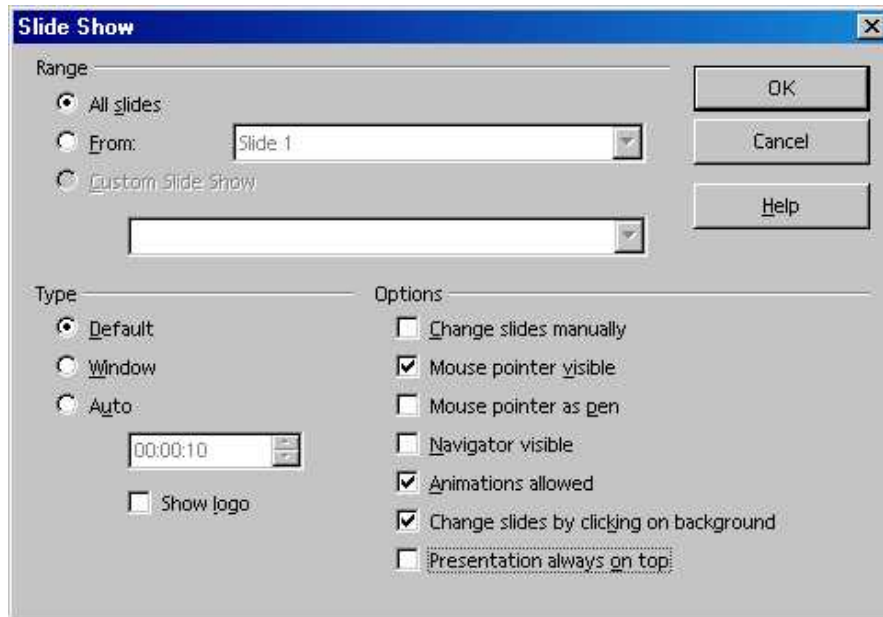 Slide Show
Range
All slides
From:
Slide 1
Custom Slide Show
OK
Cancel
Help
Type
Default
Window
Auto
00:00:10
Show logo
Options
Change slides manually
Mouse pointer visible
Mouse pointer as pen
Navigator visible
Animations allowed
Change slides by clicking on background
Presentation always on top